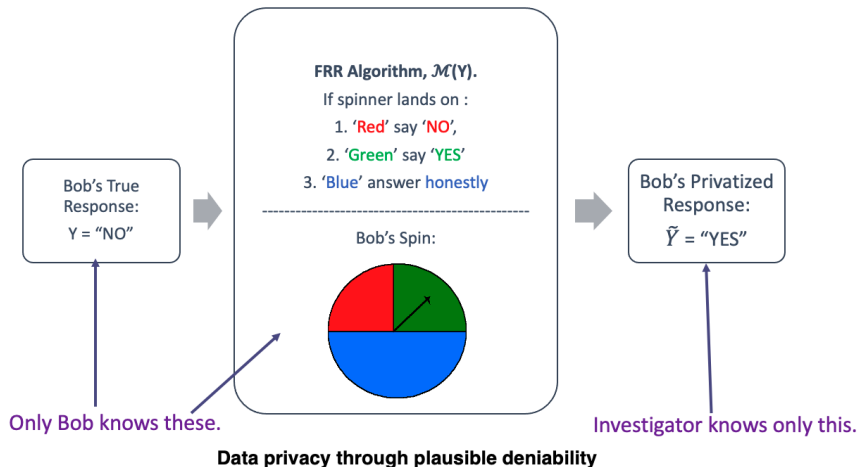 FRR Algorithm, ℳ(Y).
If spinner lands on :
1. ‘Red’ say ‘NO’,
2. ‘Green’ say ‘YES’
3. ‘Blue’ answer honestly
Bob’s Spin:
Bob’s True
Response:
Y = “NO”
Bob’s Privatized
Response:
Ỹ = “YES”
Only Bob knows these.
Investigator knows only this.
Data privacy through plausible deniability